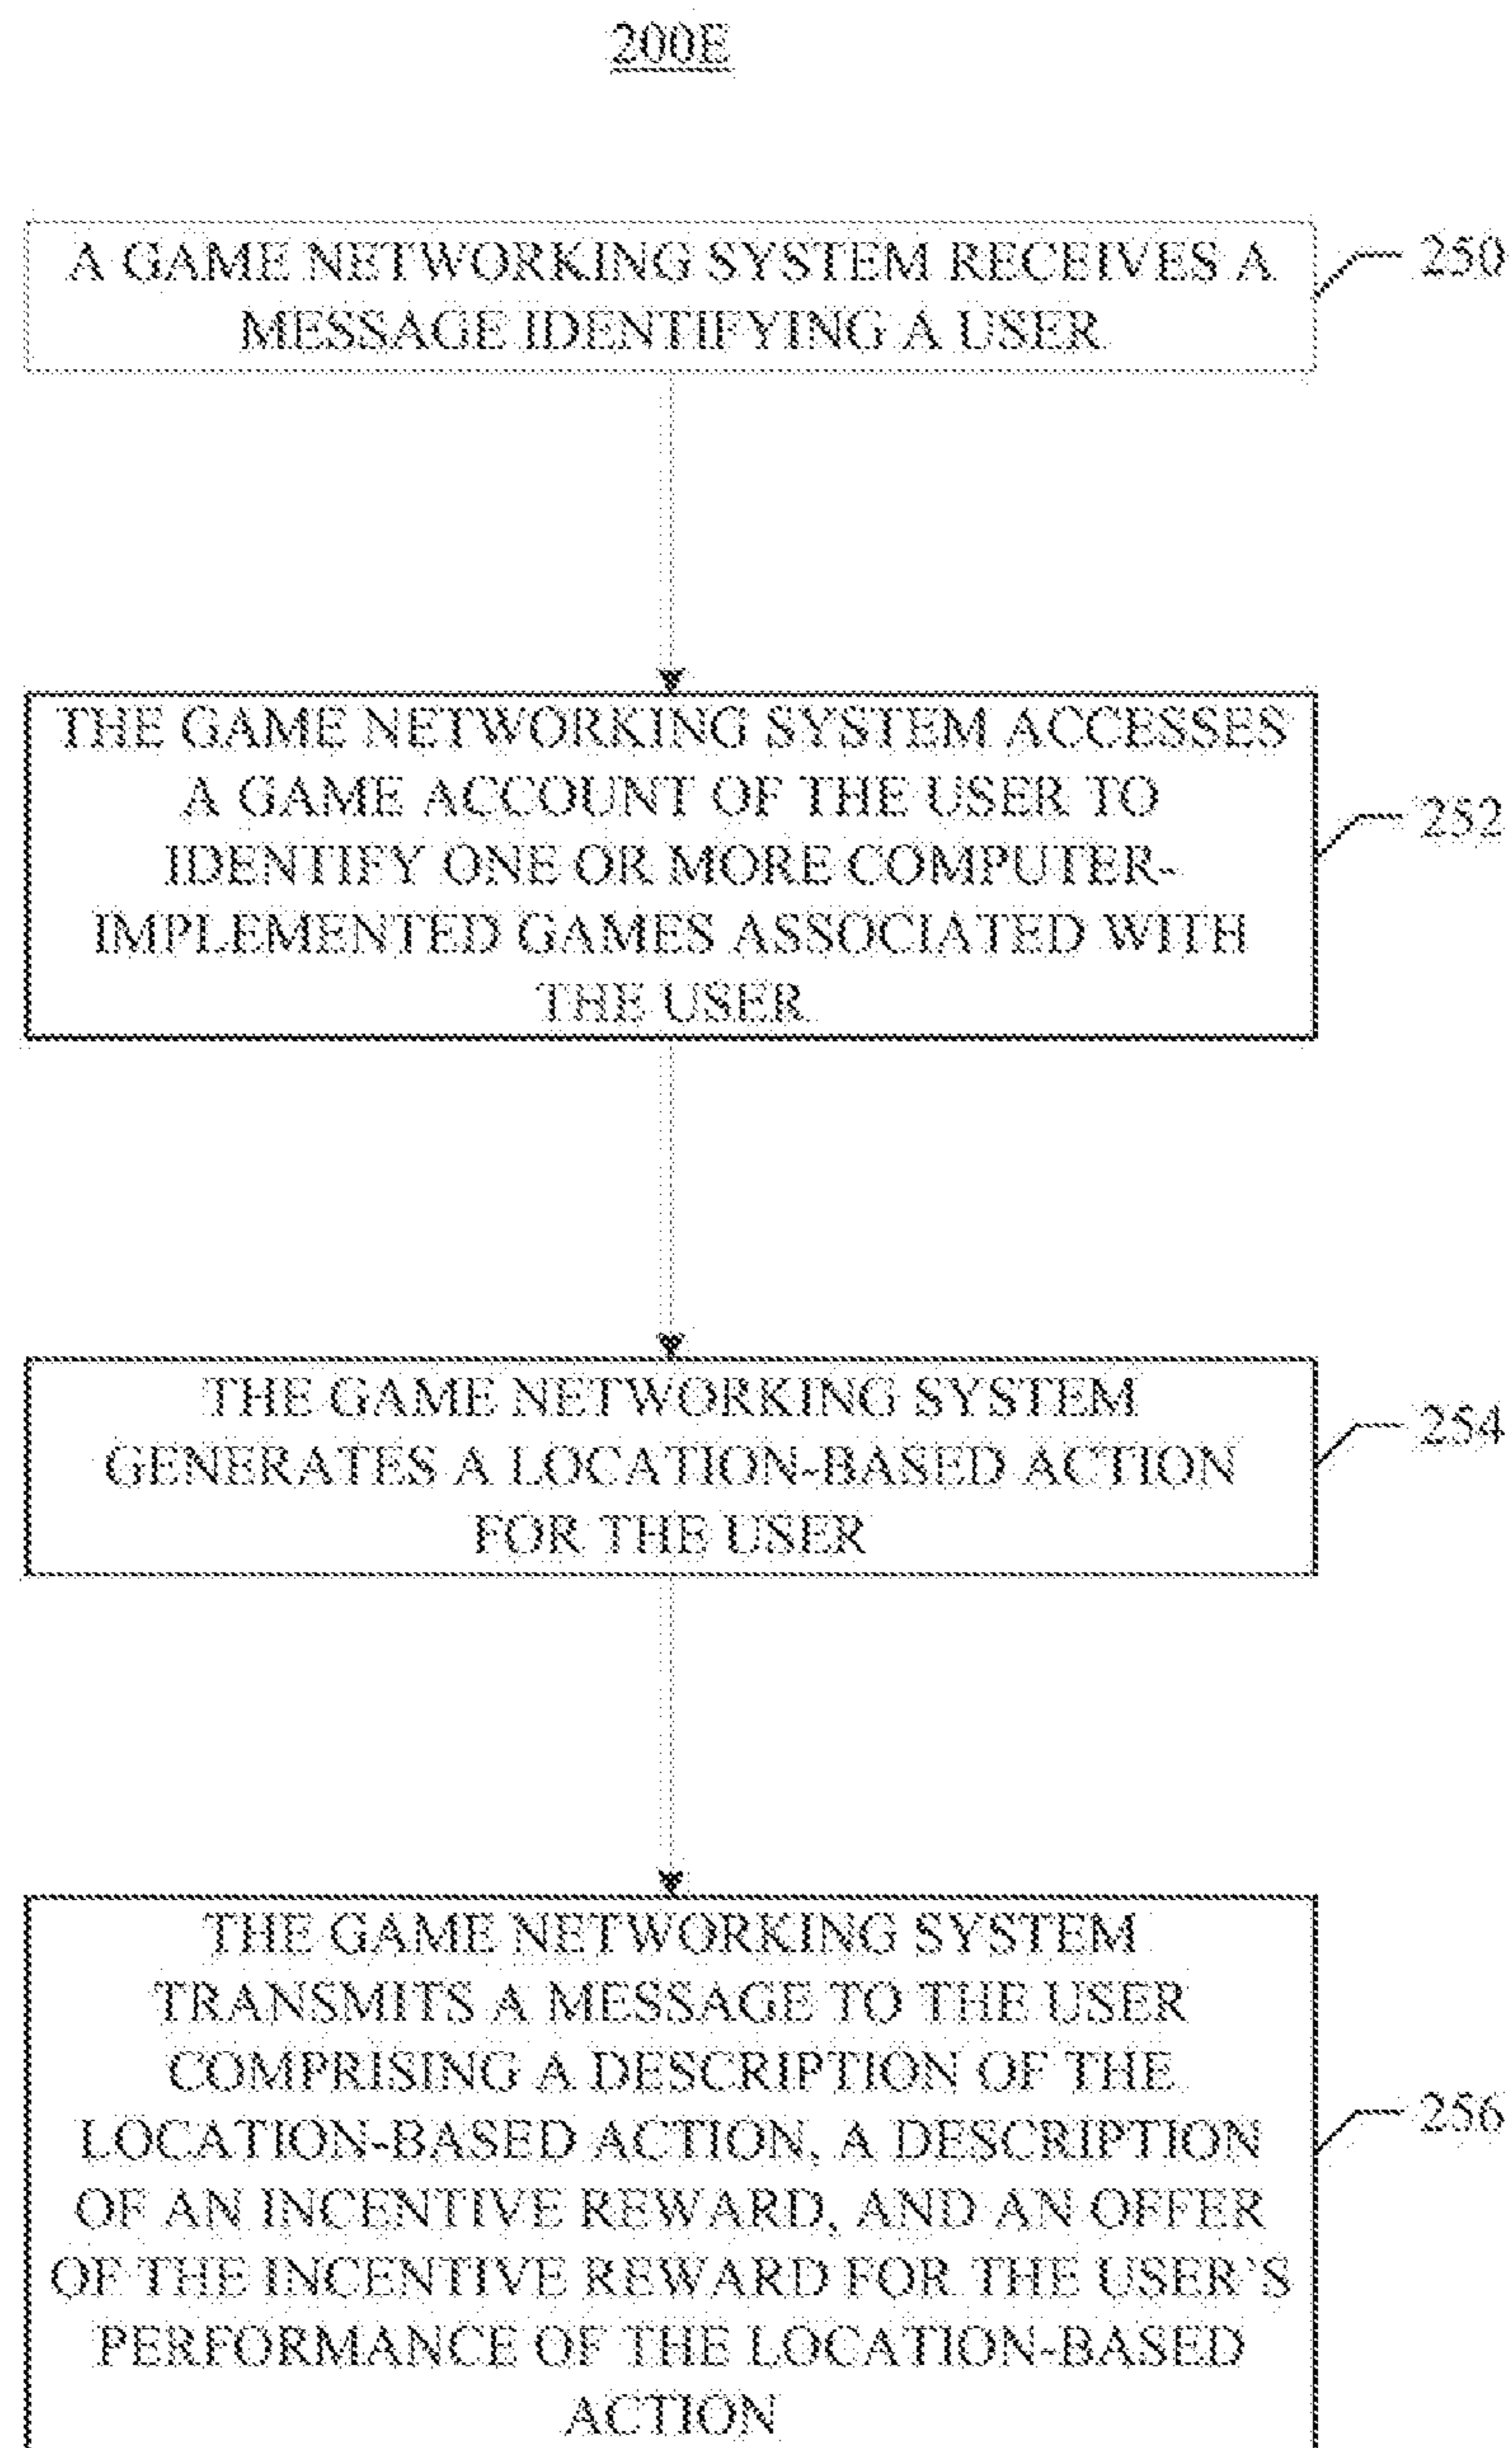 200E
A GAME NETWORKING SYSTEM RECEIVES A
MESSAGE IDENTIFYING A USER
250
THE GAME NETWORKING SYSTEM ACCESSES
A GAME ACCOUNT OF THE USER TO
IDENTIFY ONE OR MORE COMPUTER-
IMPLEMENTED GAMES ASSOCIATED WITH
THE USER
252
THE GAME NETWORKING SYSTEM
GENERATES A LOCATION-BASED ACTION
FOR THE USER
254
THE GAME NETWORKING SYSTEM
TRANSMITS A MESSAGE TO THE USER
COMPRISING A DESCRIPTION OF THE
LOCATION-BASED ACTION, A DESCRIPTION
OF AN INCENTIVE REWARD, AND AN OFFER
OF THE INCENTIVE REWARD FOR THE USER'S
PERFORMANCE OF THE LOCATION-BASED
ACTION
256